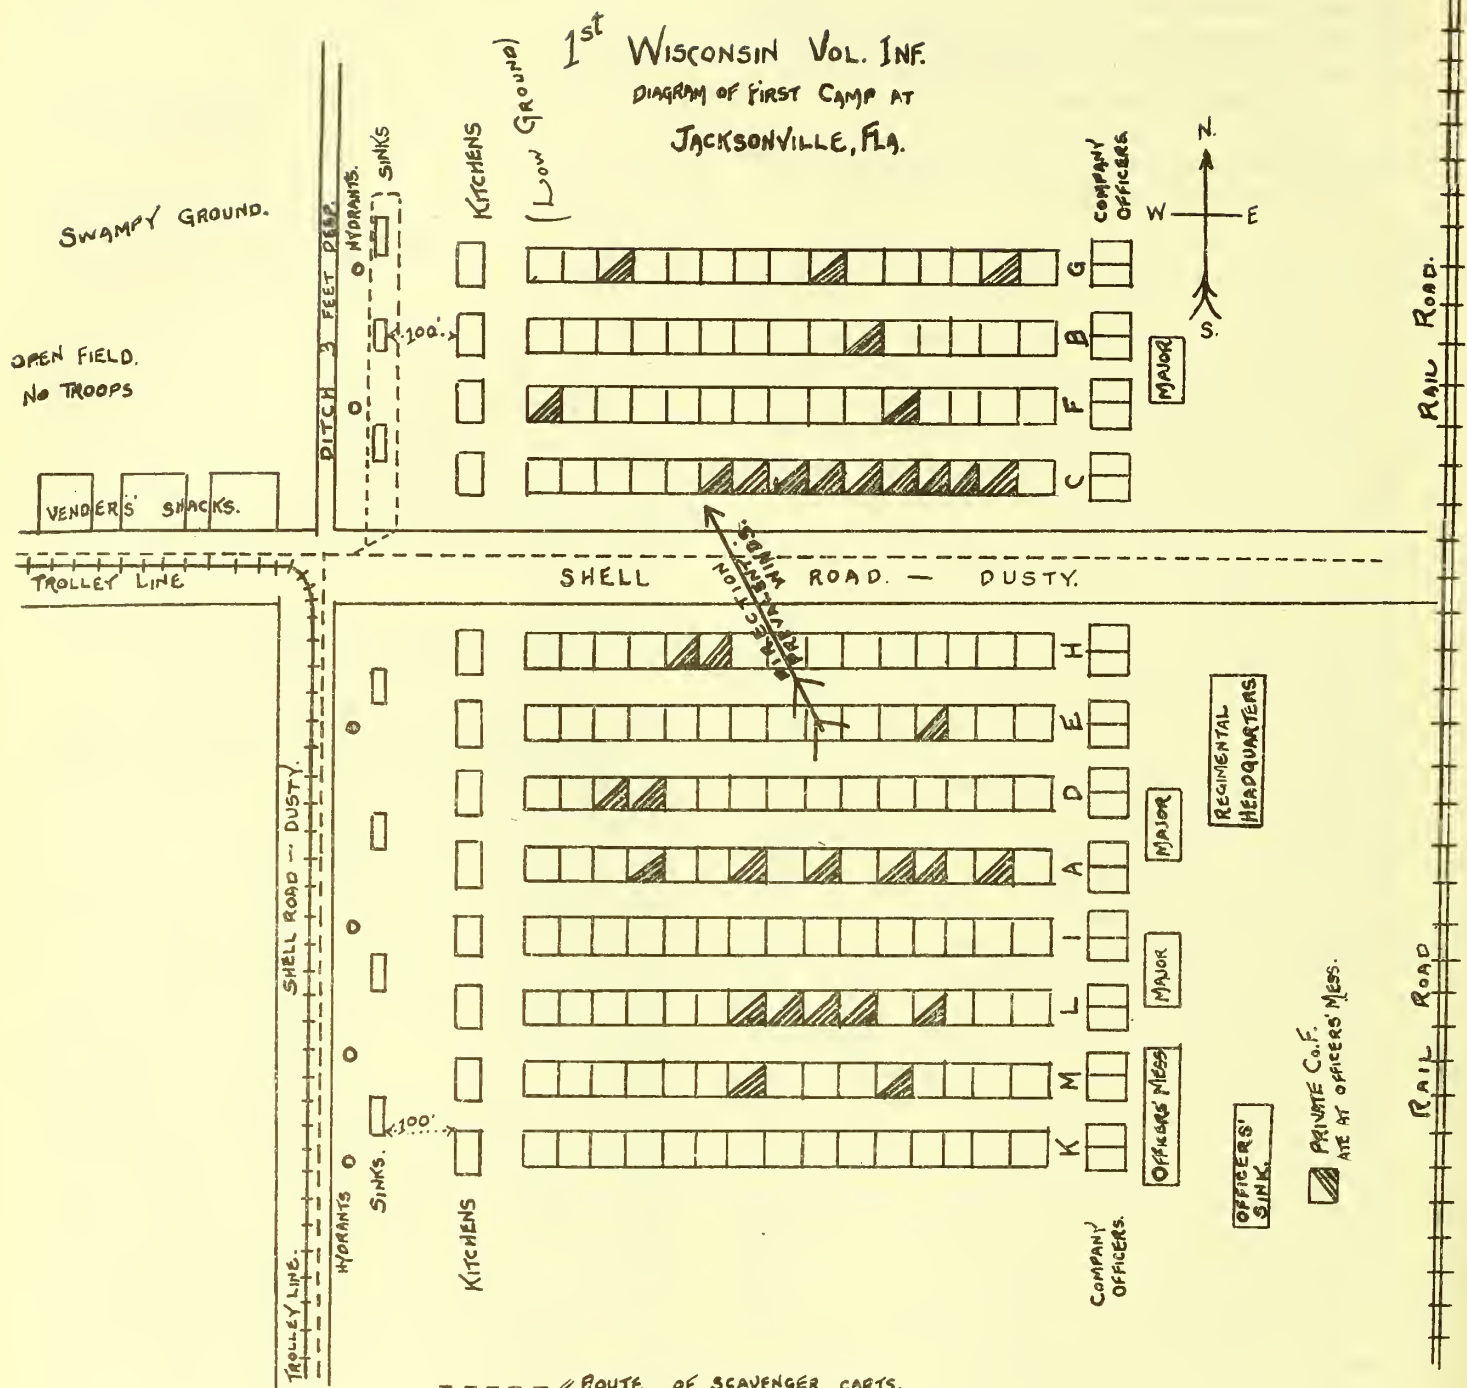 1st WISCONSIN VOL. INF.
DIAGRAM OF FIRST CAMP AT
JACKSONVILLE, FLA.
(LOW GROUND)
KITCHENS
SINKS
HYDRANTS.
DITCH 3 FEET DEEP.
SWAMPY GROUND.
OPEN FIELD.
NO TROOPS
VENDERS' SHACKS.
COMPANY
OFFICERS.
N.
W
E
S.
G
B
F
C
100'
MAJOR
RAIL ROAD.
TROLLEY LINE
SHELL ROAD. — DUSTY.
DIRECTION
PREVALENT WINDS.
H
E
D
A
I
L
M
K
REGIMENTAL
HEADQUARTERS
MAJOR
MAJOR
OFFICERS' MESS
OFFICERS'
SINK.
PRIVATE CO. F.
ATE AT OFFICERS' MESS.
RAIL ROAD
SHELL ROAD — DUSTY.
TROLLEY LINE.
100'
HYDRANTS
SINKS.
KITCHENS
COMPANY
OFFICERS.
ROUTE OF SCAVENGER CARTS.